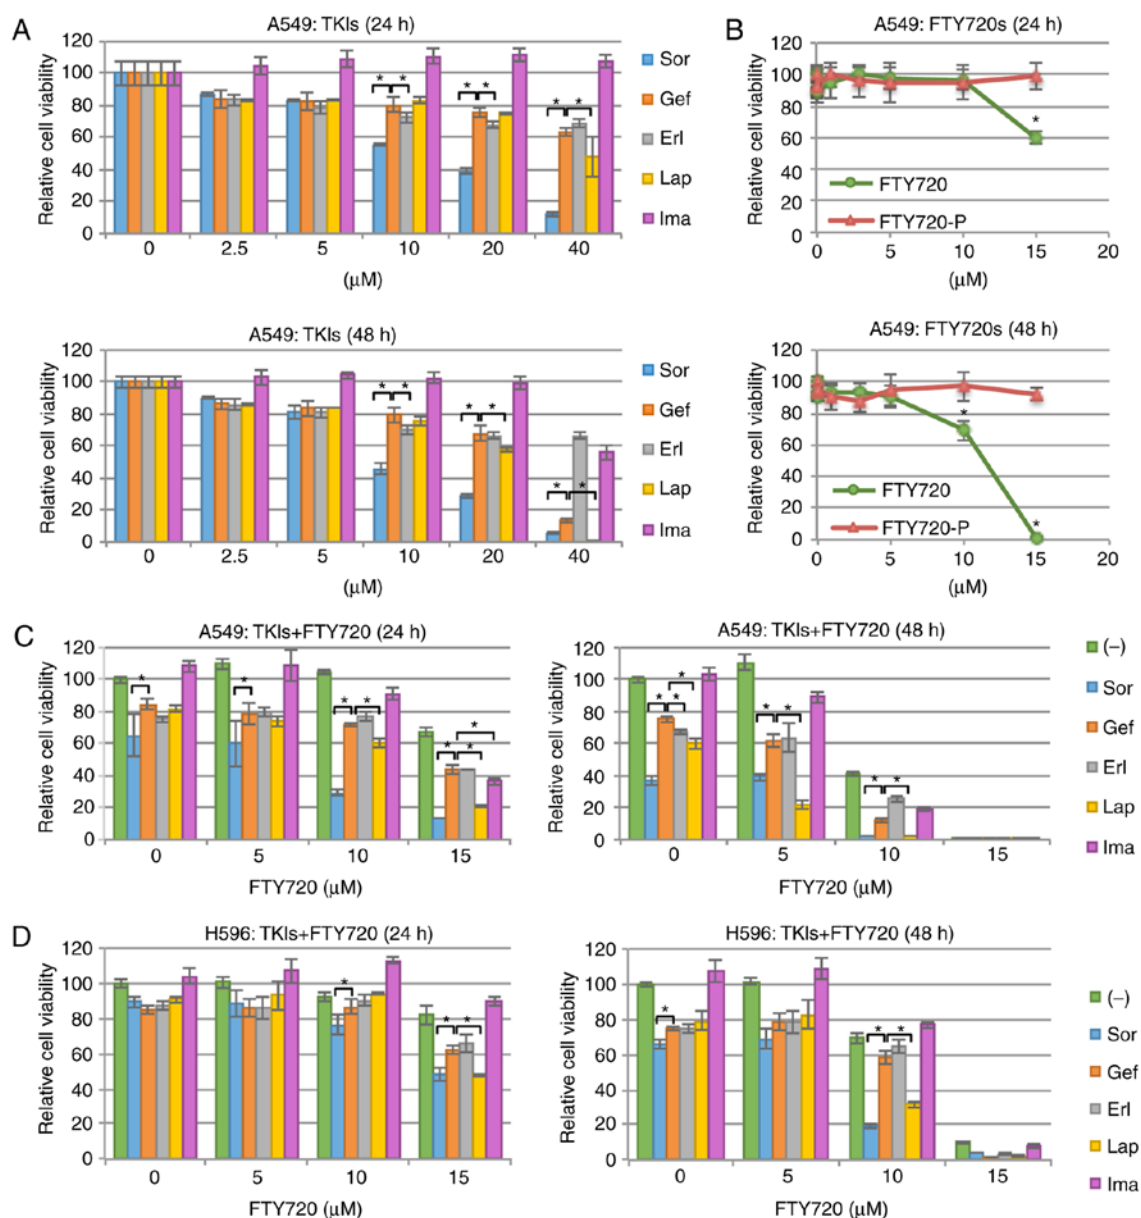 A
A549: TKIs (24 h)
Relative cell viability
120
100
80
60
40
20
0
0 2.5 5 10 20 40
(μM)
Sor
Gef
Erl
Lap
Ima
B
A549: FTY720s (24 h)
Relative cell viability
120
100
80
60
40
20
0
*
FTY720
FTY720-P
0 5 10 15 20
(μM)
A549: TKIs (48 h)
Relative cell viability
120
100
80
60
40
20
0
* * * * * *
0 2.5 5 10 20 40
(μM)
Sor
Gef
Erl
Lap
Ima
A549: FTY720s (48 h)
Relative cell viability
120
100
80
60
40
20
0
* *
FTY720
FTY720-P
0 5 10 15 20
(μM)
C
A549: TKIs+FTY720 (24 h)
Relative cell viability
120
100
80
60
40
20
0
* * * * * * *
0 5 10 15
FTY720 (μM)
A549: TKIs+FTY720 (48 h)
Relative cell viability
120
100
80
60
40
20
0
* * * * * * *
0 5 10 15
FTY720 (μM)
(–)
Sor
Gef
Erl
Lap
Ima
D
H596: TKIs+FTY720 (24 h)
Relative cell viability
120
100
80
60
40
20
0
* * *
0 5 10 15
FTY720 (μM)
H596: TKIs+FTY720 (48 h)
Relative cell viability
120
100
80
60
40
20
0
* * *
0 5 10 15
FTY720 (μM)
(–)
Sor
Gef
Erl
Lap
Ima